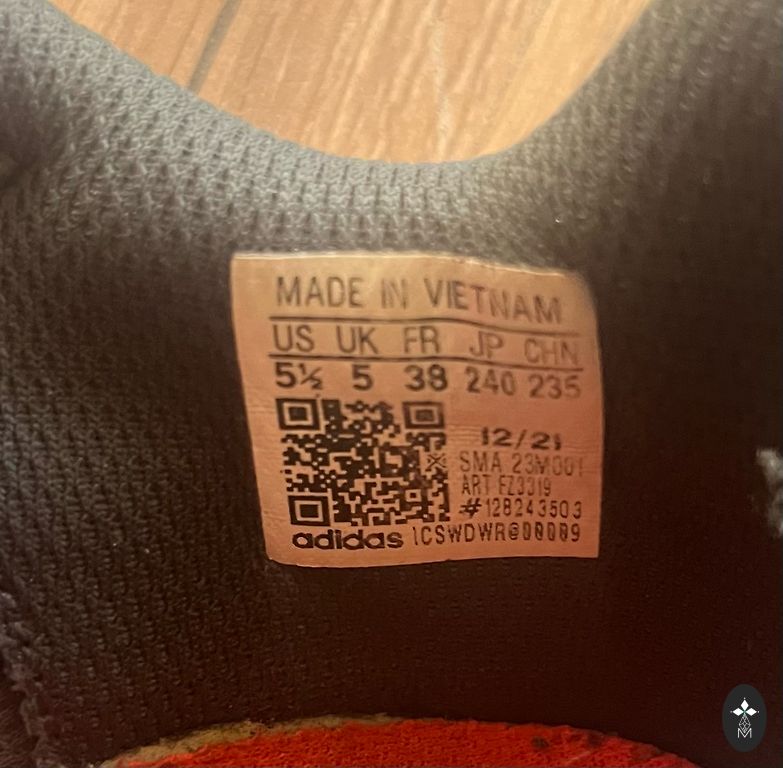 MADE IN VIETNAM
US UK FR JP CHN
5½ 5 38 240 235
12/21
SMA 23M001
ART FZ3319
#128243503
adidas 1CSWDWR@00009
M